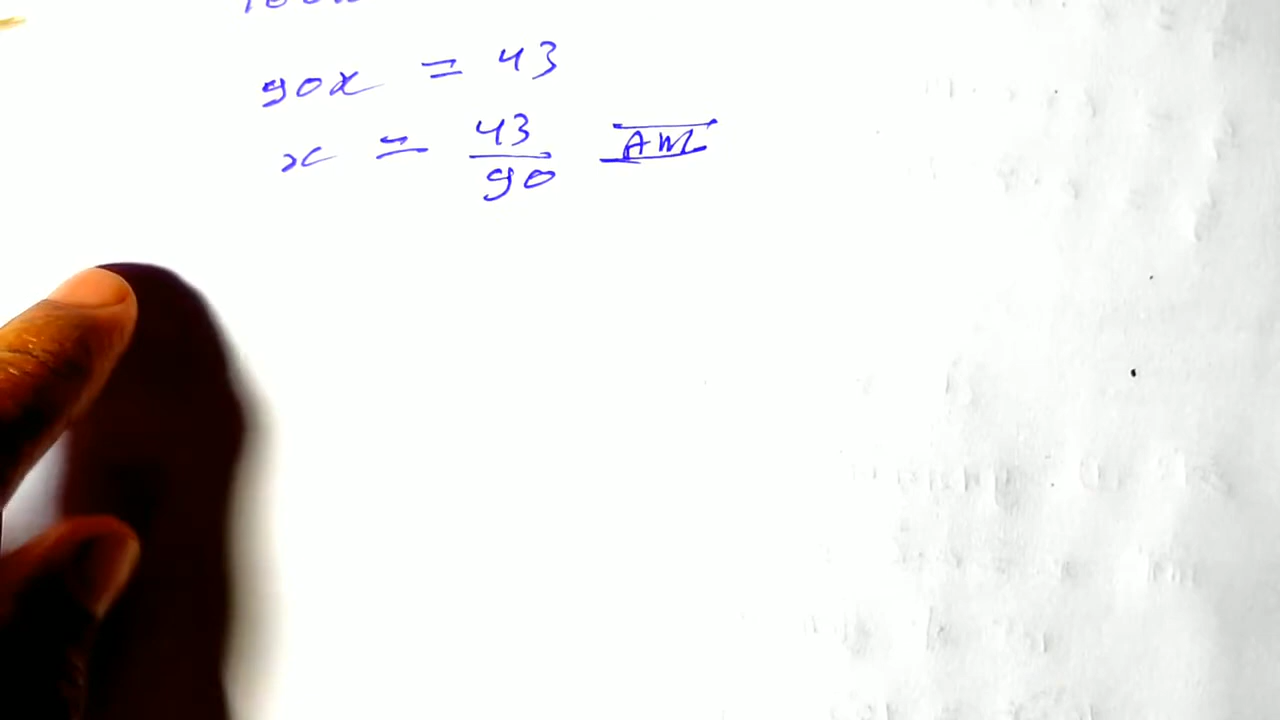 90x = 43
x = 43/90 Ans